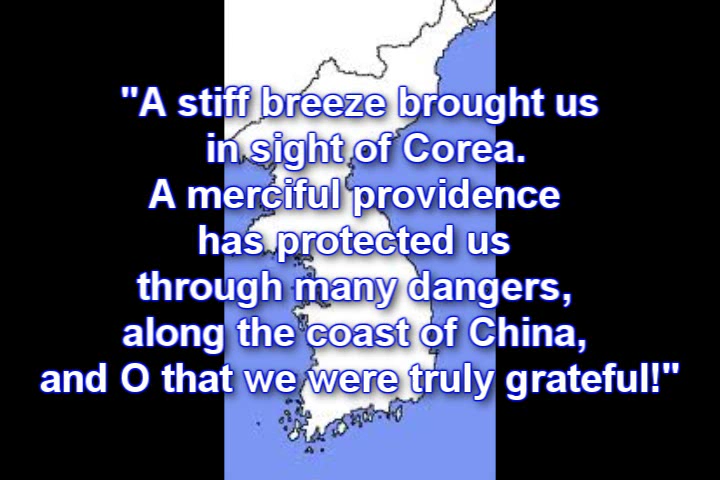 "A stiff breeze brought us
in sight of Corea.
A merciful providence
has protected us
through many dangers,
along the coast of China,
and O that we were truly grateful!"